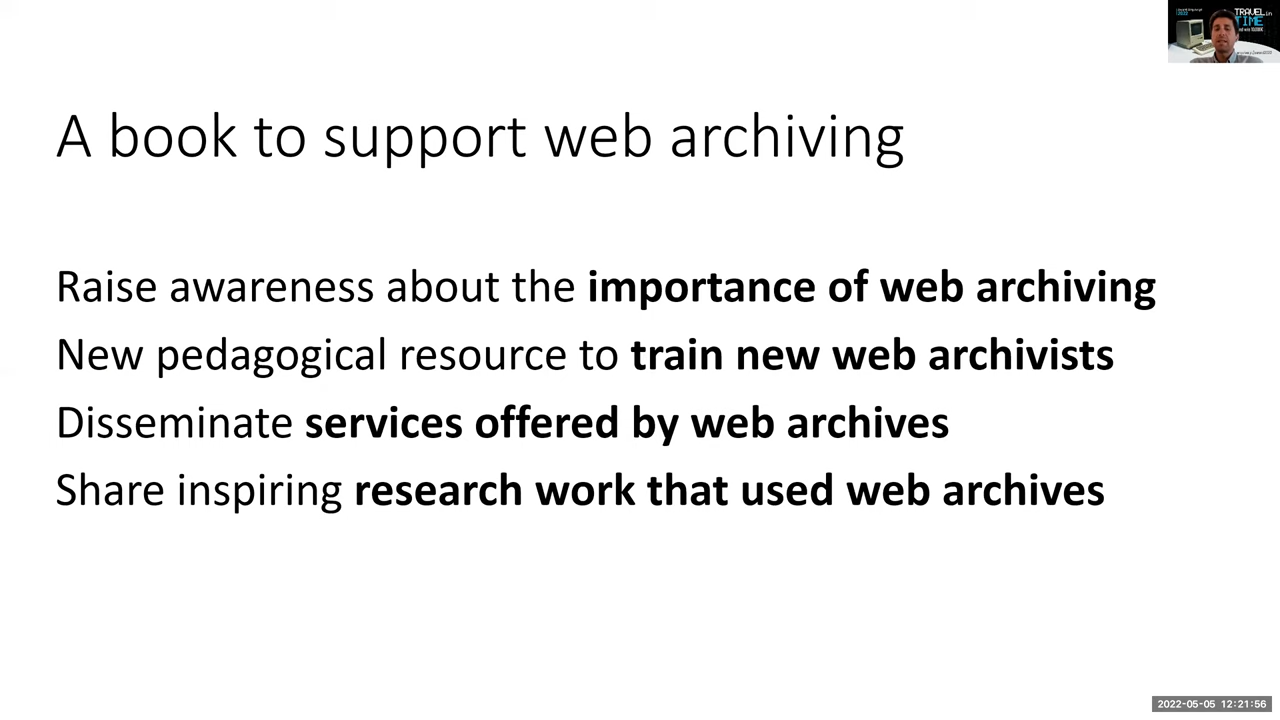 TRAVEL in
TIME
A book to support web archiving
Raise awareness about the importance of web archiving
New pedagogical resource to train new web archivists
Disseminate services offered by web archives
Share inspiring research work that used web archives
2022-05-05 12:21:56